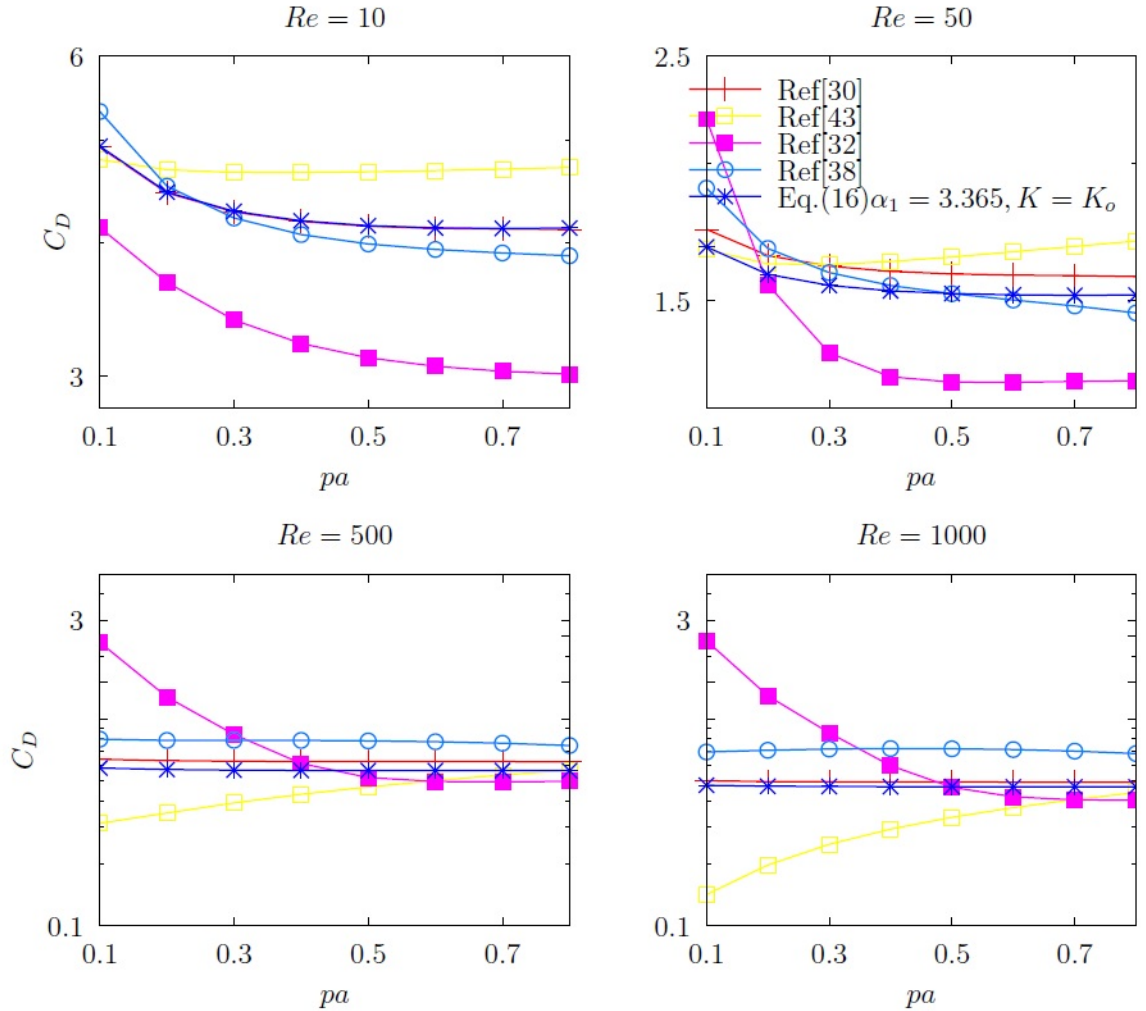 Re = 10
6
C_D
3
0.1 0.3 0.5 0.7
pa
Re = 50
2.5
Ref[30]
Ref[43]
Ref[32]
Ref[38]
Eq.(16)α₁ = 3.365, K = Kₒ
1.5
0.1 0.3 0.5 0.7
pa
Re = 500
3
C_D
0.1
0.1 0.3 0.5 0.7
pa
Re = 1000
3
0.1
0.1 0.3 0.5 0.7
pa